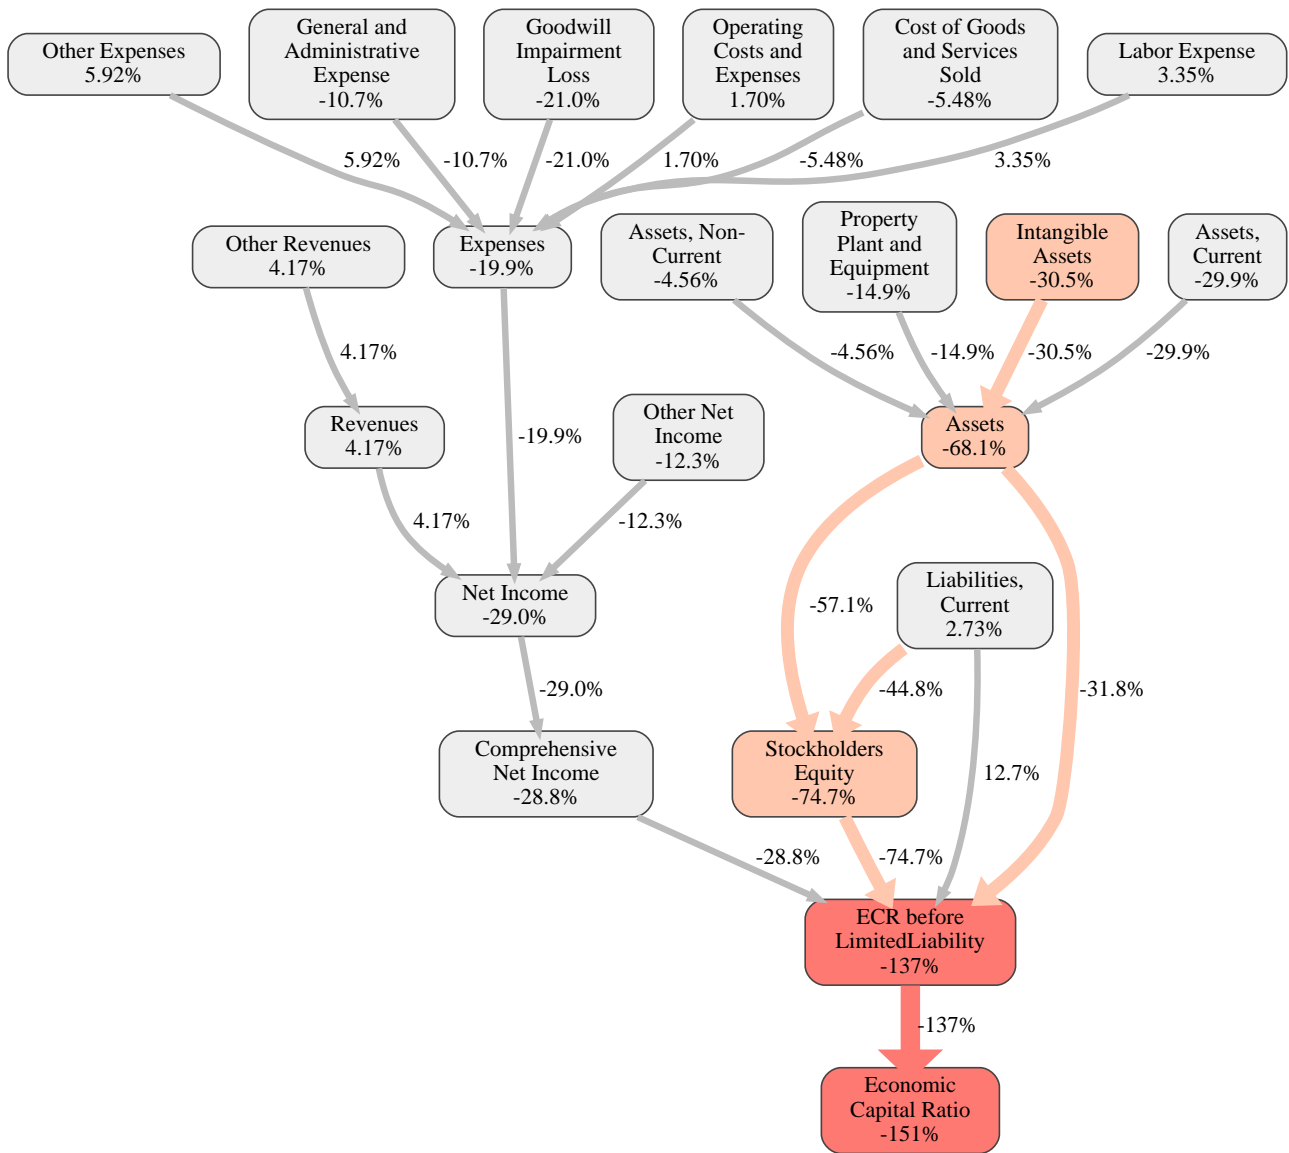 Other Expenses
5.92%
General and
Administrative
Expense
-10.7%
Goodwill
Impairment
Loss
-21.0%
Operating
Costs and
Expenses
1.70%
Cost of Goods
and Services
Sold
-5.48%
Labor Expense
3.35%
5.92%
-10.7%
-21.0%
1.70%
-5.48%
3.35%
Other Revenues
4.17%
Expenses
-19.9%
Assets, Non-
Current
-4.56%
Property
Plant and
Equipment
-14.9%
Intangible
Assets
-30.5%
Assets,
Current
-29.9%
4.17%
-4.56%
-14.9%
-30.5%
-29.9%
Revenues
4.17%
-19.9%
Other Net
Income
-12.3%
Assets
-68.1%
4.17%
-12.3%
Net Income
-29.0%
-57.1%
Liabilities,
Current
2.73%
-29.0%
-44.8%
-31.8%
Comprehensive
Net Income
-28.8%
Stockholders
Equity
-74.7%
12.7%
-28.8%
-74.7%
ECR before
LimitedLiability
-137%
-137%
Economic
Capital Ratio
-151%